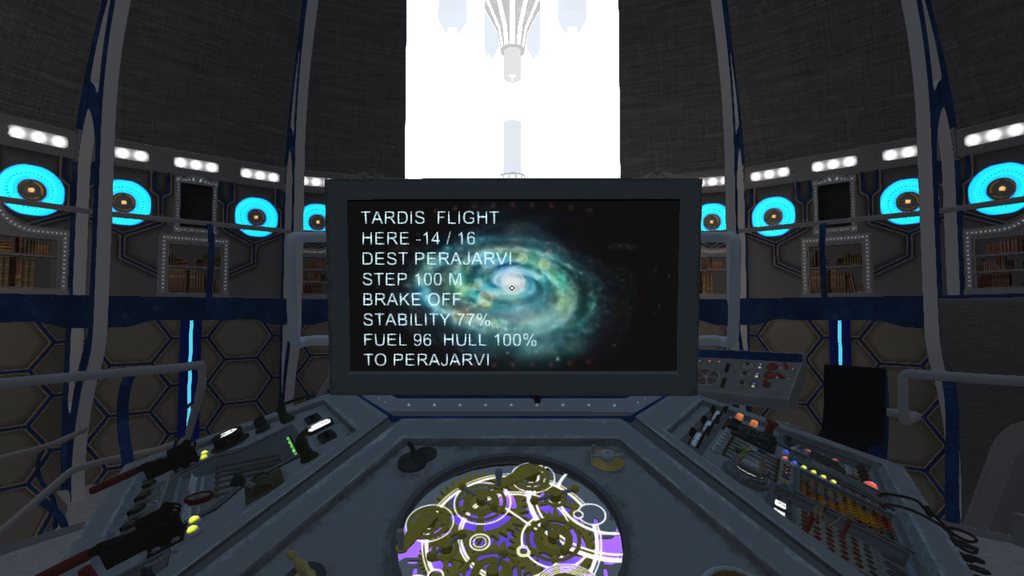 TARDIS FLIGHT
HERE -14 / 16
DEST PERAJARVI
STEP 100 M
BRAKE OFF
STABILITY 77%
FUEL 96 HULL 100%
TO PERAJARVI